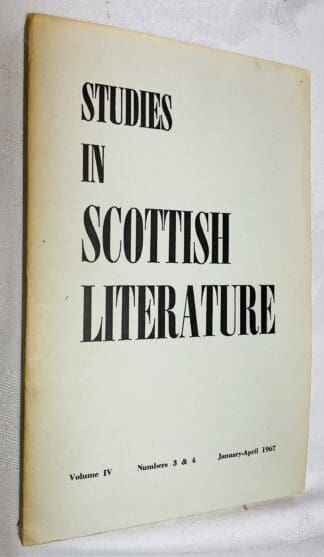 STUDIES
IN
SCOTTISH
LITERATURE
Volume IV Numbers 3 & 4 January-April 1967